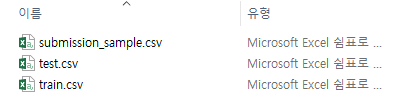 이름 유형
submission_sample.csv Microsoft Excel 쉼표로 ...
test.csv Microsoft Excel 쉼표로 ...
train.csv Microsoft Excel 쉼표로 ...